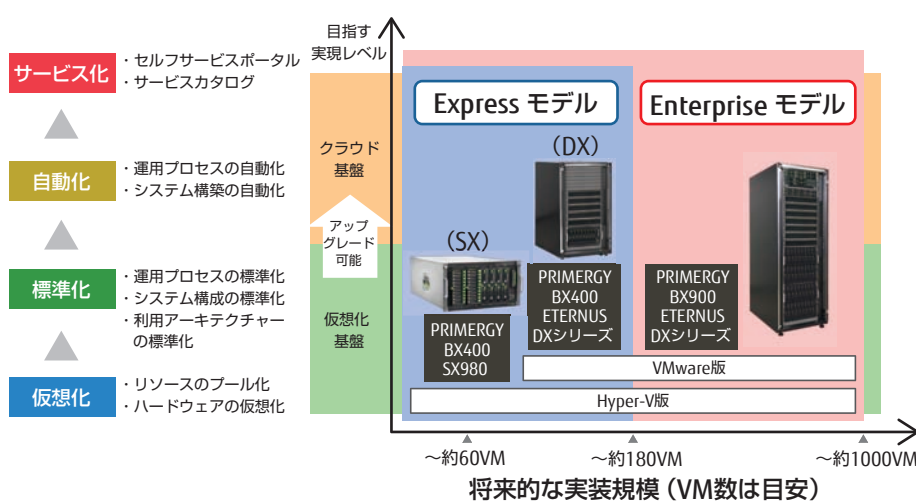 サービス化
・セルフサービスポータル
・サービスカタログ
自動化
・運用プロセスの自動化
・システム構築の自動化
標準化
・運用プロセスの標準化
・システム構成の標準化
・利用アーキテクチャー
の標準化
仮想化
・リソースのプール化
・ハードウェアの仮想化
目指す
実現レベル
クラウド
基盤
アップ
グレード
可能
仮想化
基盤
Express モデル
Enterprise モデル
(DX)
(SX)
PRIMERGY
BX400
SX980
PRIMERGY
BX400
ETERNUS
DXシリーズ
PRIMERGY
BX900
ETERNUS
DXシリーズ
VMware版
Hyper-V版
～約60VM
～約180VM
～約1000VM
将来的な実装規模（VM数は目安）